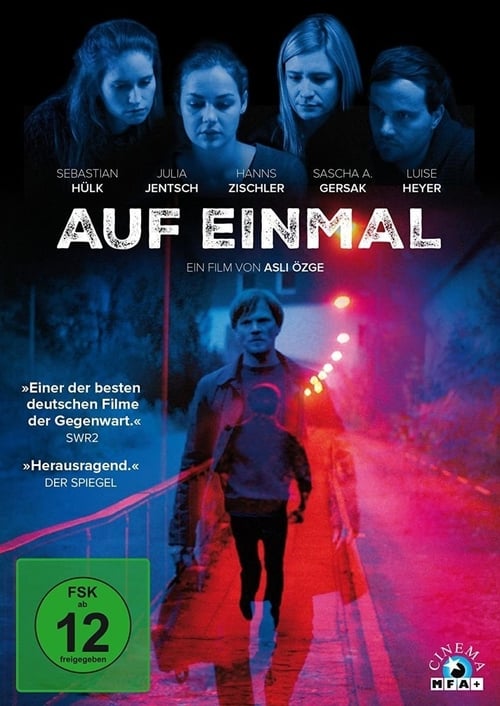 SEBASTIAN HÜLK
JULIA JENTSCH
HANNS ZISCHLER
SASCHA A. GERSAK
LUISE HEYER
AUF EINMAL
EIN FILM VON ASLI ÖZGE
»Einer der besten
deutschen Filme
der Gegenwart.«
SWR2
»Herausragend.«
DER SPIEGEL
FSK
ab
12
freigegeben
CINEMA
MFA+